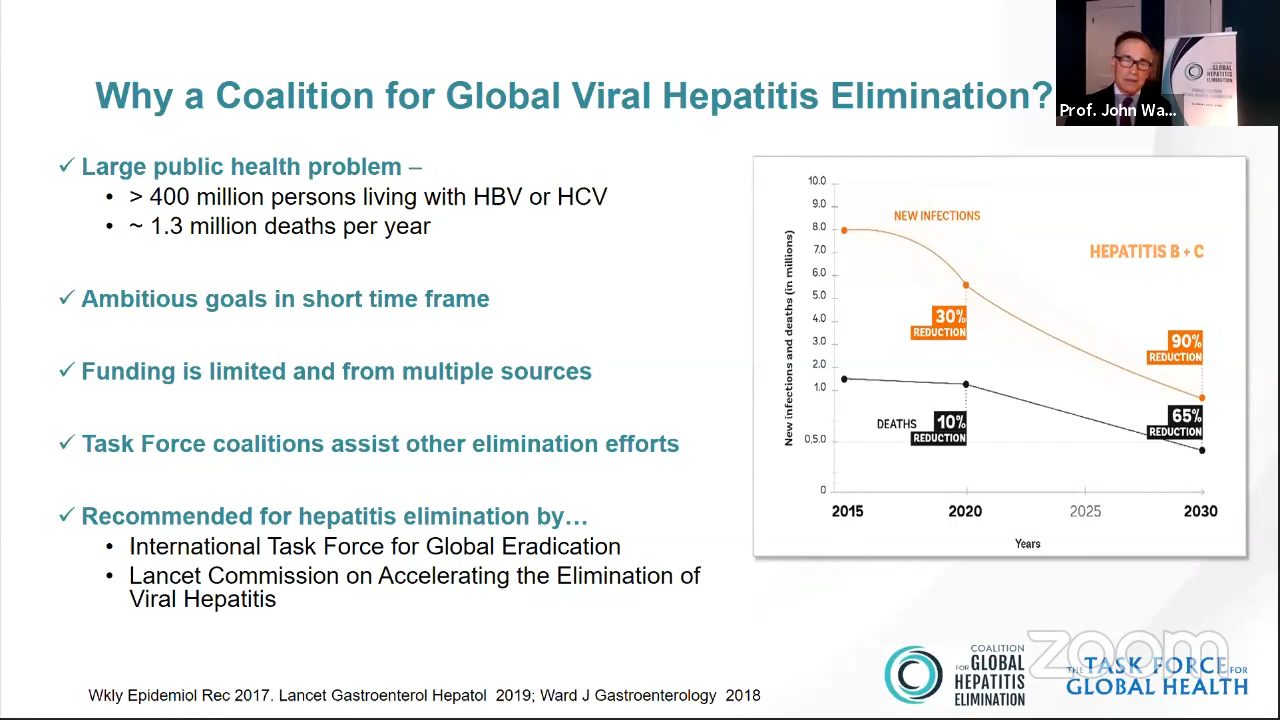 Why a Coalition for Global Viral Hepatitis Elimination?
Prof. John Wa...
COALITION
FOR GLOBAL
HEPATITIS
ELIMINATION
✓ Large public health problem –
• > 400 million persons living with HBV or HCV
• ~ 1.3 million deaths per year
✓ Ambitious goals in short time frame
✓ Funding is limited and from multiple sources
✓ Task Force coalitions assist other elimination efforts
✓ Recommended for hepatitis elimination by…
• International Task Force for Global Eradication
• Lancet Commission on Accelerating the Elimination of
Viral Hepatitis
New infections and deaths (in millions)
10.0
9.0
8.0
7.0
6.0
5.0
4.0
3.0
2.0
1.0
0,5.0
0
NEW INFECTIONS
HEPATITIS B + C
30%
REDUCTION
90%
REDUCTION
DEATHS
10%
REDUCTION
65%
REDUCTION
2015
2020
2025
2030
Years
Wkly Epidemiol Rec 2017. Lancet Gastroenterol Hepatol 2019; Ward J Gastroenterology 2018
COALITION
FOR GLOBAL
HEPATITIS
ELIMINATION
zoom
THE TASK FORCE FOR
GLOBAL HEALTH